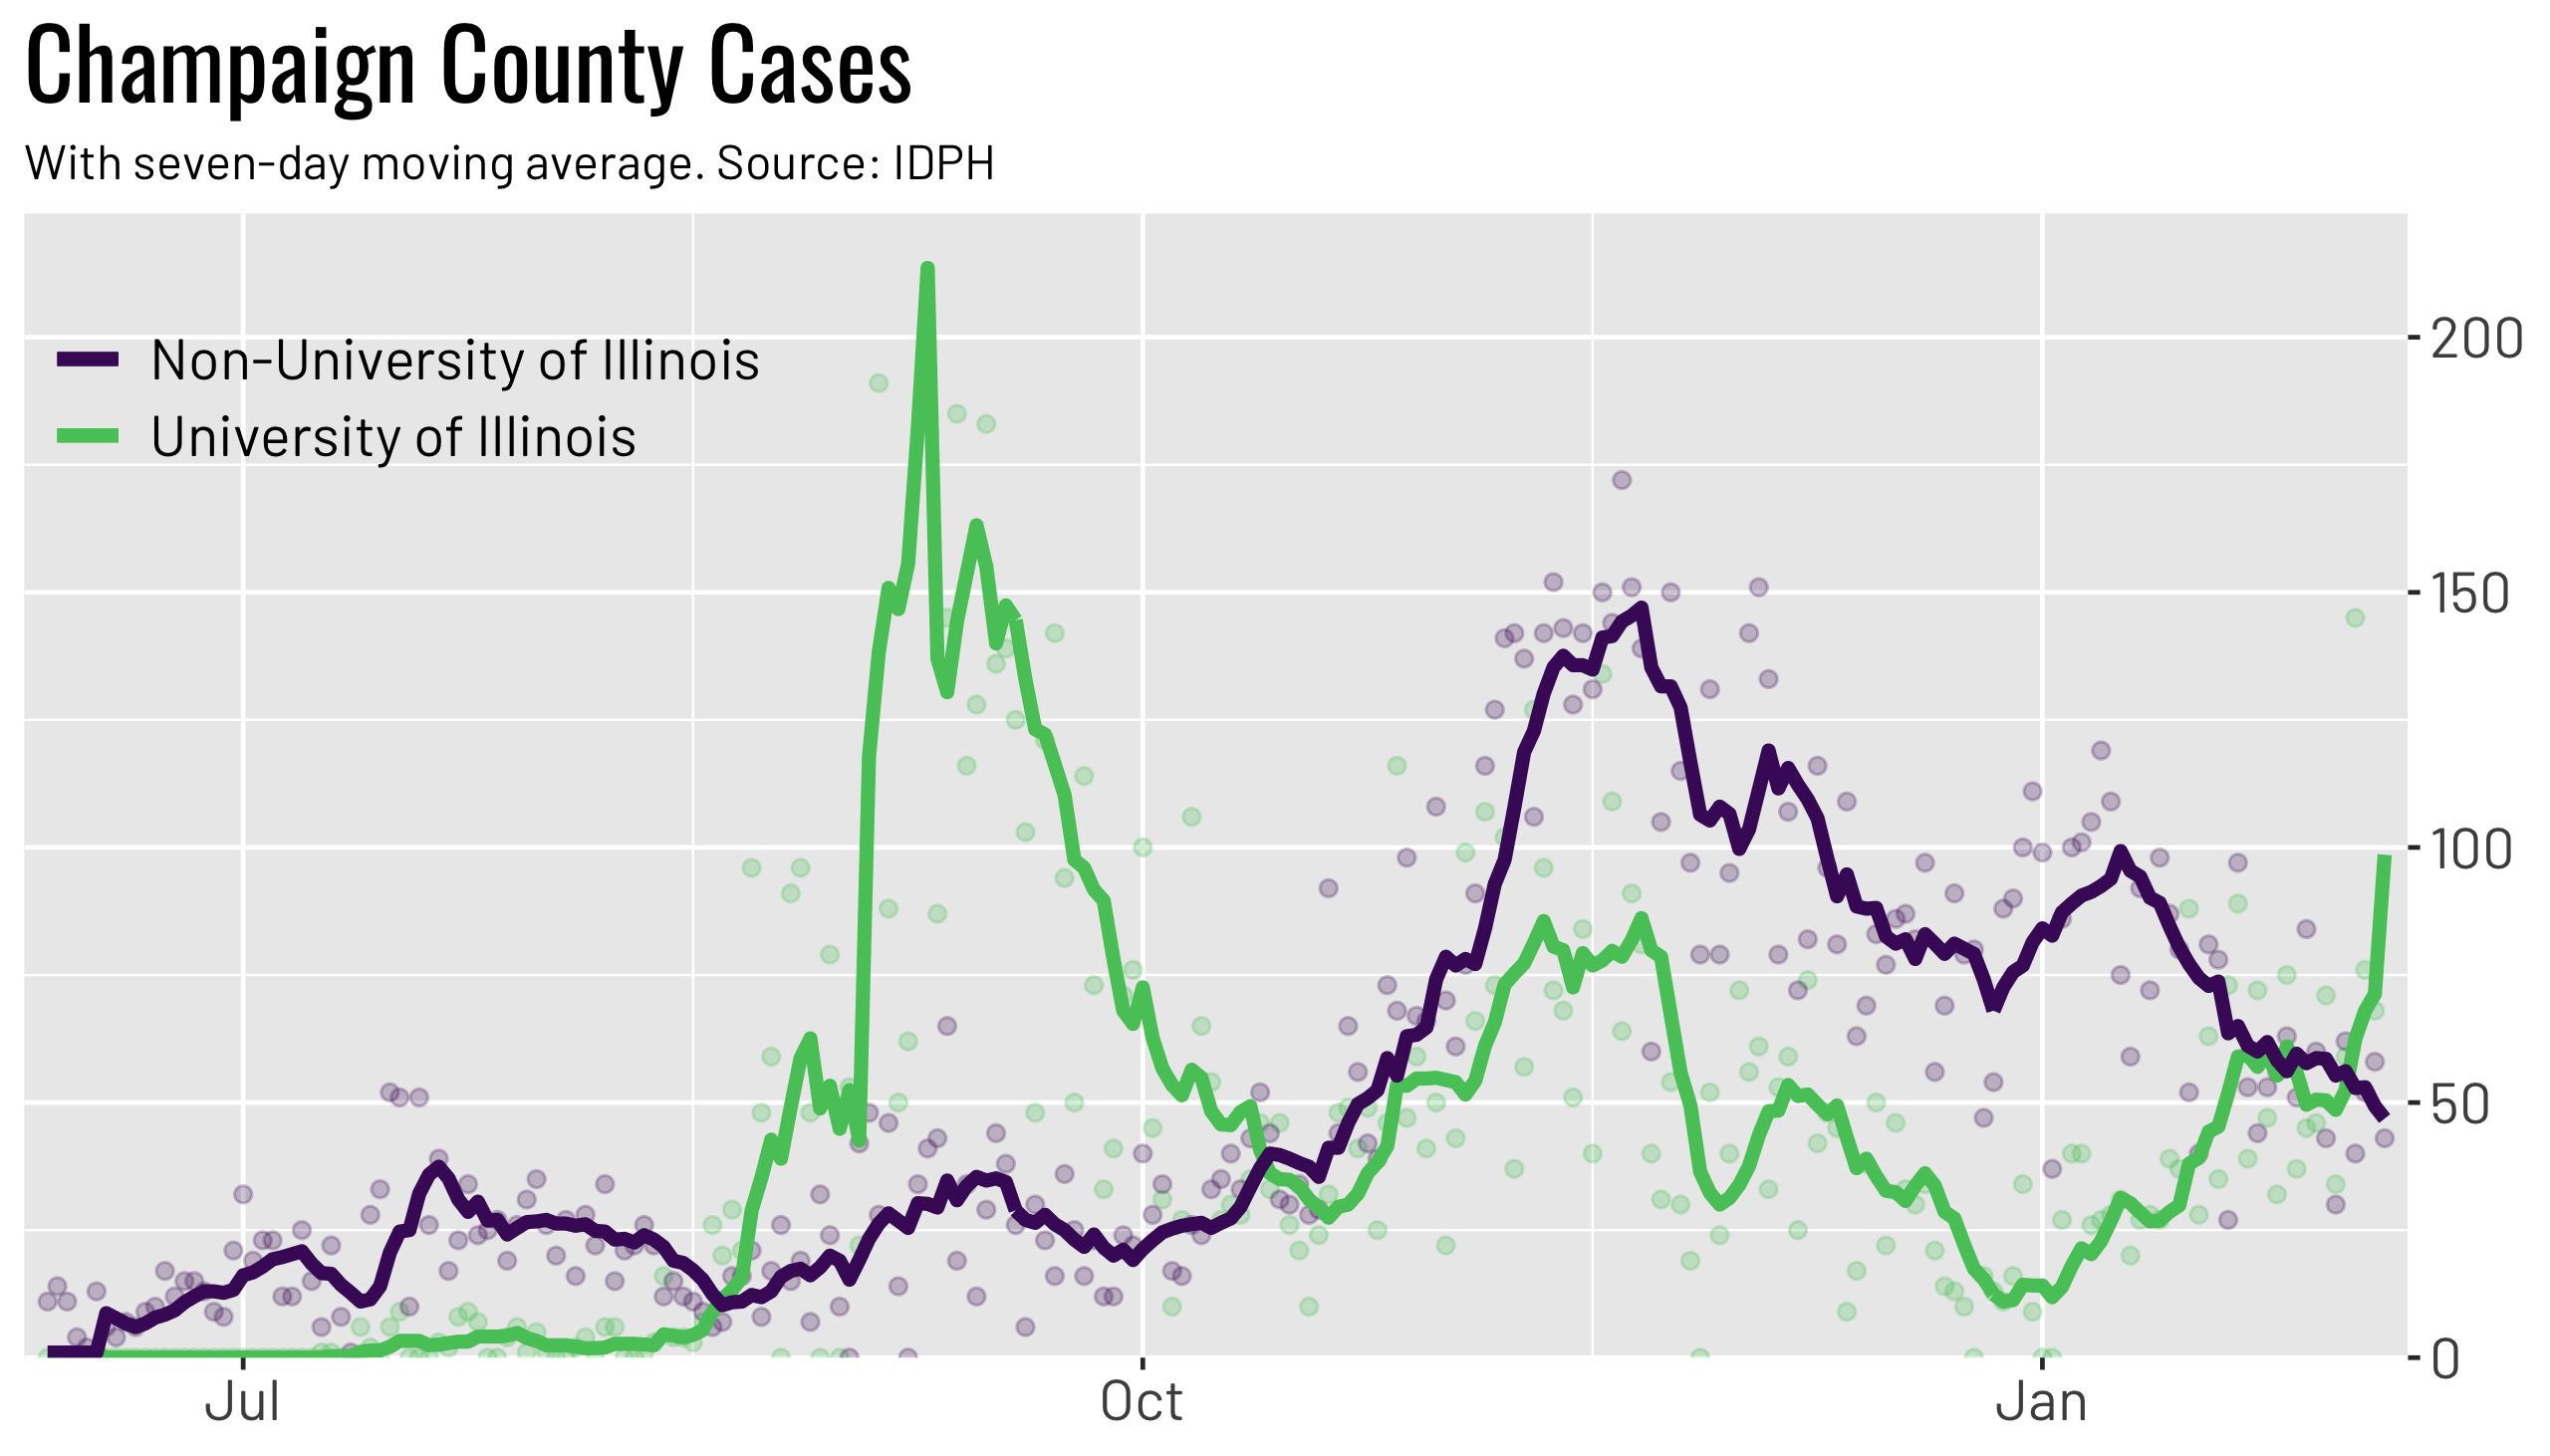 Champaign County Cases
With seven-day moving average. Source: IDPH
Non-University of Illinois
University of Illinois
200
150
100
50
0
Jul Oct Jan